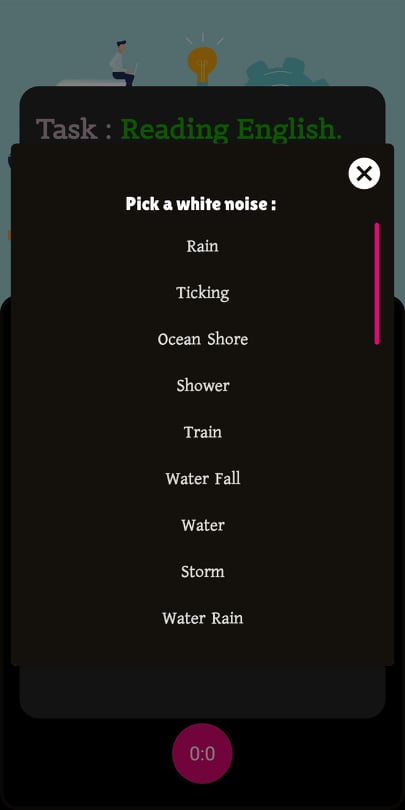 Task : Reading English.
Pick a white noise :
Rain
Ticking
Ocean Shore
Shower
Train
Water Fall
Water
Storm
Water Rain
0:0